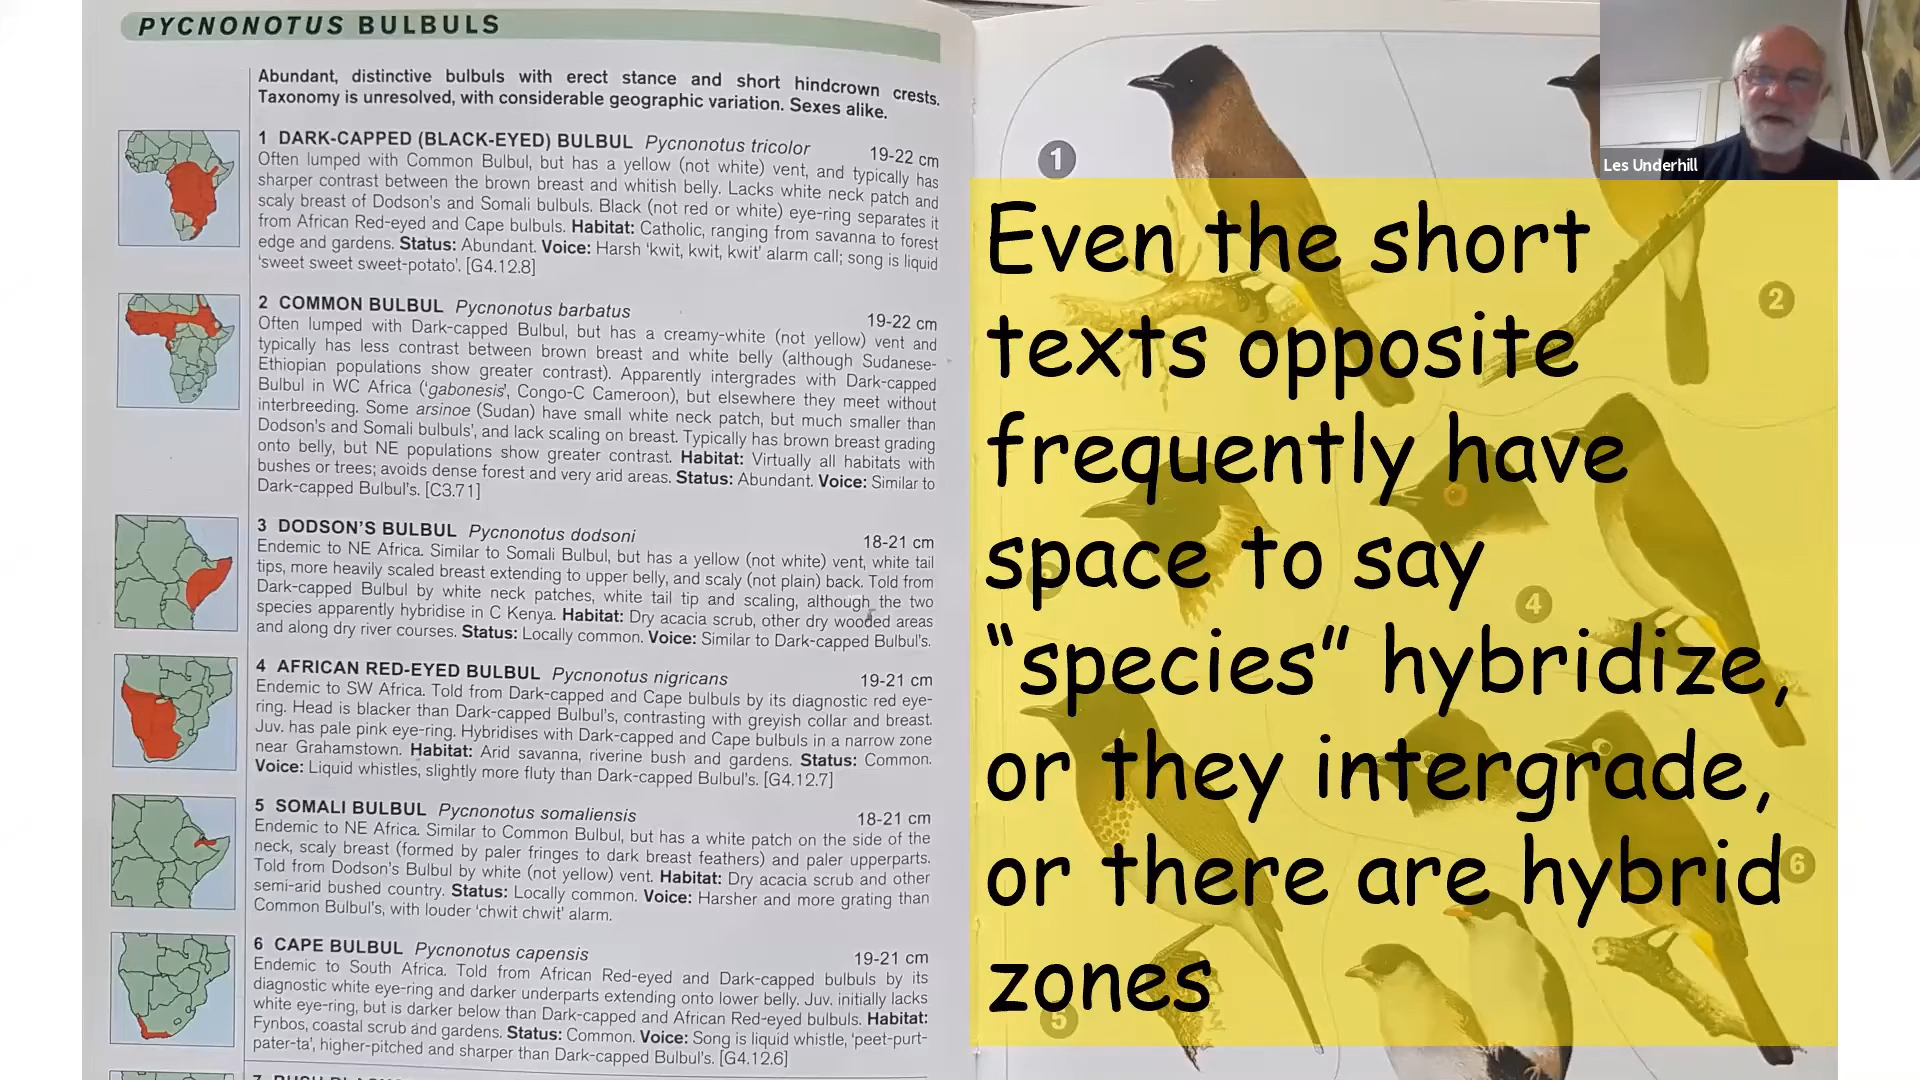 PYCNONOTUS BULBULS
Abundant, distinctive bulbuls with erect stance and short hindcrown crests.
Taxonomy is unresolved, with considerable geographic variation. Sexes alike.
1 DARK-CAPPED (BLACK-EYED) BULBUL Pycnonotus tricolor 19-22 cm
Often lumped with Common Bulbul, but has a yellow (not white) vent, and typically has
sharper contrast between the brown breast and whitish belly. Lacks white neck patch and
scaly breast of Dodson's and Somali bulbuls. Black (not red or white) eye-ring separates it
from African Red-eyed and Cape bulbuls. Habitat: Catholic, ranging from savanna to forest
edge and gardens. Status: Abundant. Voice: Harsh 'kwit, kwit, kwit' alarm call; song is liquid
'sweet sweet sweet-potato'. [G4.12.8]
2 COMMON BULBUL Pycnonotus barbatus 19-22 cm
Often lumped with Dark-capped Bulbul, but has a creamy-white (not yellow) vent and
typically has less contrast between brown breast and white belly (although Sudanese-
Ethiopian populations show greater contrast). Apparently intergrades with Dark-capped
Bulbul in WC Africa ('gabonesis', Congo-C Cameroon), but elsewhere they meet without
interbreeding. Some arsinoe (Sudan) have small white neck patch, but much smaller than
Dodson's and Somali bulbuls', and lack scaling on breast. Typically has brown breast grading
onto belly, but NE populations show greater contrast. Habitat: Virtually all habitats with
bushes or trees; avoids dense forest and very arid areas. Status: Abundant. Voice: Similar to
Dark-capped Bulbul's. [C3.71]
3 DODSON'S BULBUL Pycnonotus dodsoni 18-21 cm
Endemic to NE Africa. Similar to Somali Bulbul, but has a yellow (not white) vent, white tail
tips, more heavily scaled breast extending to upper belly, and scaly (not plain) back. Told from
Dark-capped Bulbul by white neck patches, white tail tip and scaling, although the two
species apparently hybridise in C Kenya. Habitat: Dry acacia scrub, other dry wooded areas
and along dry river courses. Status: Locally common. Voice: Similar to Dark-capped Bulbul's.
4 AFRICAN RED-EYED BULBUL Pycnonotus nigricans 19-21 cm
Endemic to SW Africa. Told from Dark-capped and Cape bulbuls by its diagnostic red eye-
ring. Head is blacker than Dark-capped Bulbul's, contrasting with greyish collar and breast.
Juv. has pale pink eye-ring. Hybridises with Dark-capped and Cape bulbuls in a narrow zone
near Grahamstown. Habitat: Arid savanna, riverine bush and gardens. Status: Common.
Voice: Liquid whistles, slightly more fluty than Dark-capped Bulbul's. [G4.12.7]
5 SOMALI BULBUL Pycnonotus somaliensis 18-21 cm
Endemic to NE Africa. Similar to Common Bulbul, but has a white patch on the side of the
neck, scaly breast (formed by paler fringes to dark breast feathers) and paler upperparts.
Told from Dodson's Bulbul by white (not yellow) vent. Habitat: Dry acacia scrub and other
semi-arid bushed country. Status: Locally common. Voice: Harsher and more grating than
Common Bulbul's, with louder 'chwit chwit' alarm.
6 CAPE BULBUL Pycnonotus capensis 19-21 cm
Endemic to South Africa. Told from African Red-eyed and Dark-capped bulbuls by its
diagnostic white eye-ring and darker underparts extending onto lower belly. Juv. initially lacks
white eye-ring, but is darker below than Dark-capped and African Red-eyed bulbuls. Habitat:
Fynbos, coastal scrub and gardens. Status: Common. Voice: Song is liquid whistle, 'peet-purt-
pater-ta', higher-pitched and sharper than Dark-capped Bulbul's. [G4.12.6]
1
2
4
6
5
Even the short
texts opposite
frequently have
space to say
"species" hybridize,
or they intergrade,
or there are hybrid
zones
Les Underhill